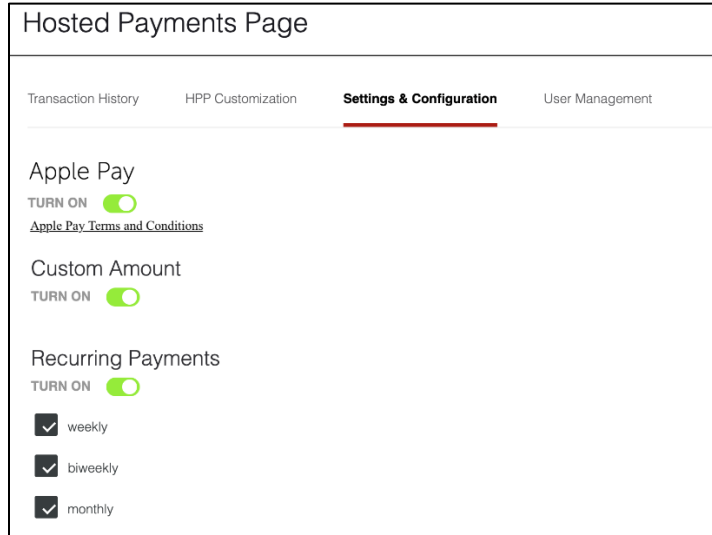 Hosted Payments Page
Transaction History HPP Customization Settings & Configuration User Management
Apple Pay
TURN ON
Apple Pay Terms and Conditions
Custom Amount
TURN ON
Recurring Payments
TURN ON
weekly
biweekly
monthly